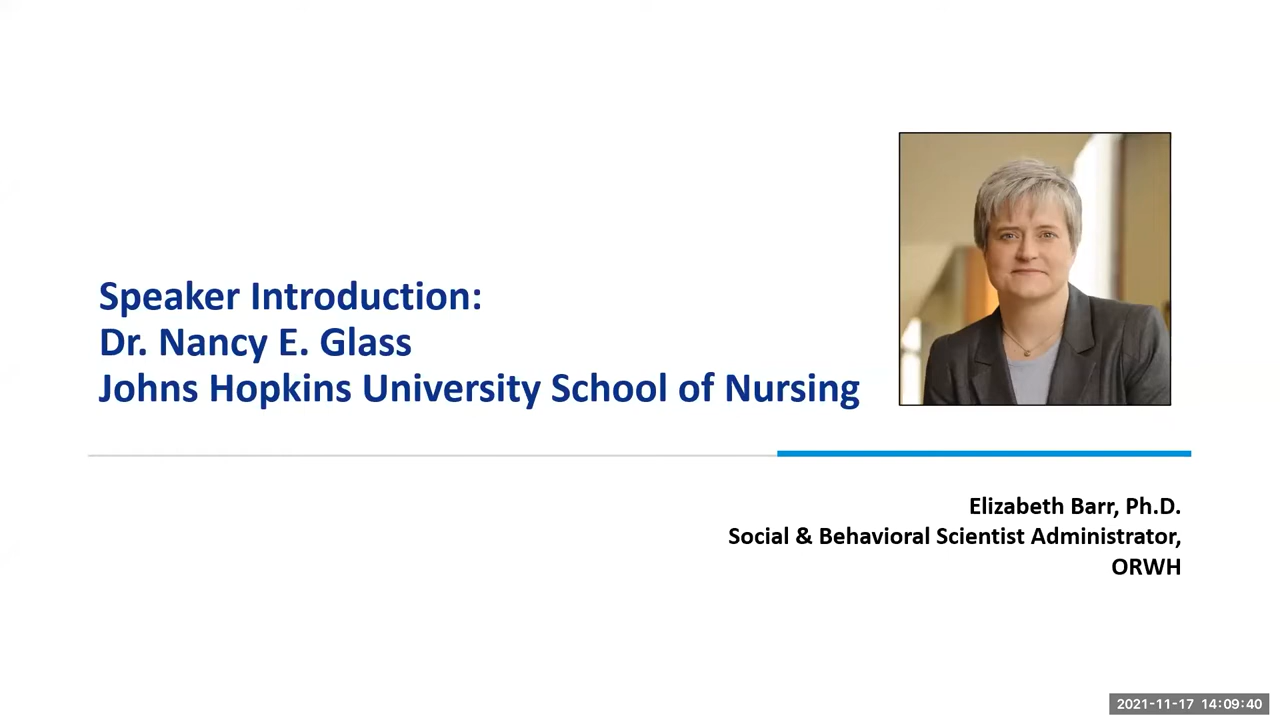 Speaker Introduction:
Dr. Nancy E. Glass
Johns Hopkins University School of Nursing
Elizabeth Barr, Ph.D.
Social & Behavioral Scientist Administrator,
ORWH
2021-11-17 14:09:40